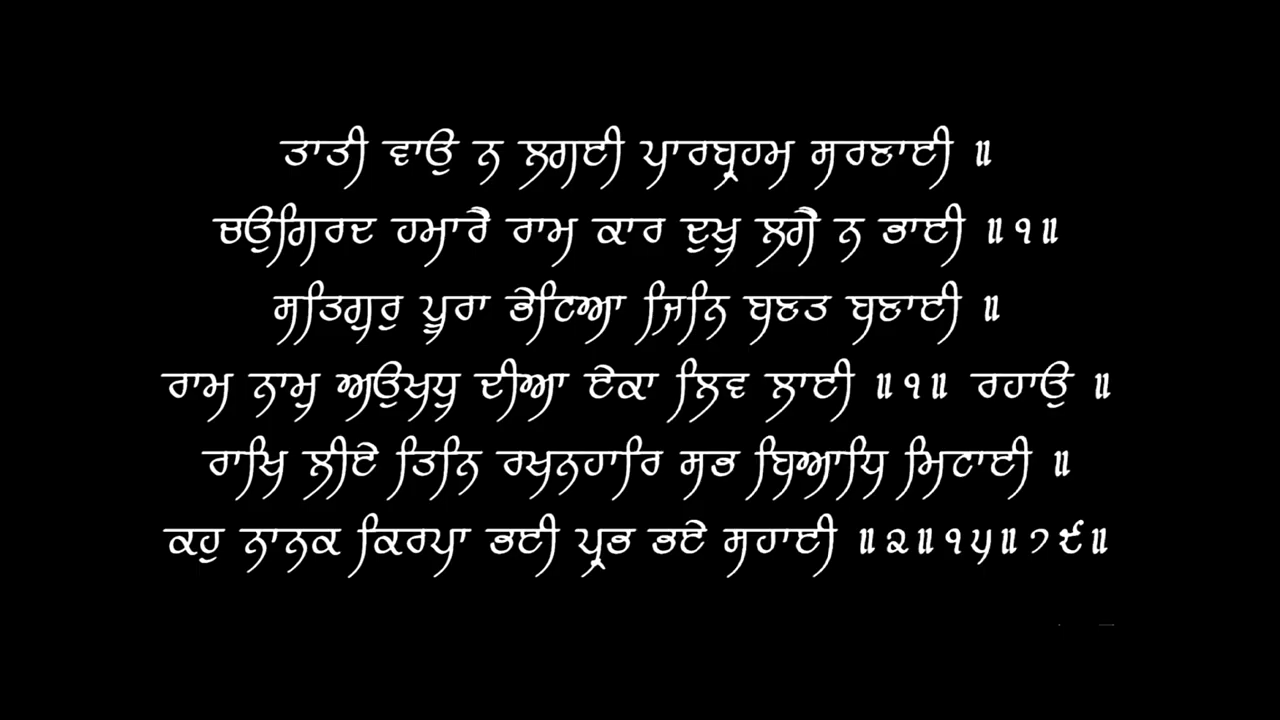 ਤਾਤੀ ਵਾਉ ਨ ਲਗਈ ਪਾਰਬ੍ਰਹਮ ਸਰਣਾਈ ॥
ਚਉਗਿਰਦ ਹਮਾਰੈ ਰਾਮ ਕਾਰ ਦੁਖੁ ਲਗੈ ਨ ਭਾਈ ॥੧॥
ਸਤਿਗੁਰੁ ਪੂਰਾ ਭੇਟਿਆ ਜਿਨਿ ਬਣਤ ਬਣਾਈ ॥
ਰਾਮ ਨਾਮੁ ਅਉਖਧੁ ਦੀਆ ਏਕਾ ਲਿਵ ਲਾਈ ॥੧॥ ਰਹਾਉ ॥
ਰਾਖਿ ਲੀਏ ਤਿਨਿ ਰਖਨਹਾਰਿ ਸਭ ਬਿਆਧਿ ਮਿਟਾਈ ॥
ਕਹੁ ਨਾਨਕ ਕਿਰਪਾ ਭਈ ਪ੍ਰਭ ਭਏ ਸਹਾਈ ॥੨॥੧੫॥੭੯॥